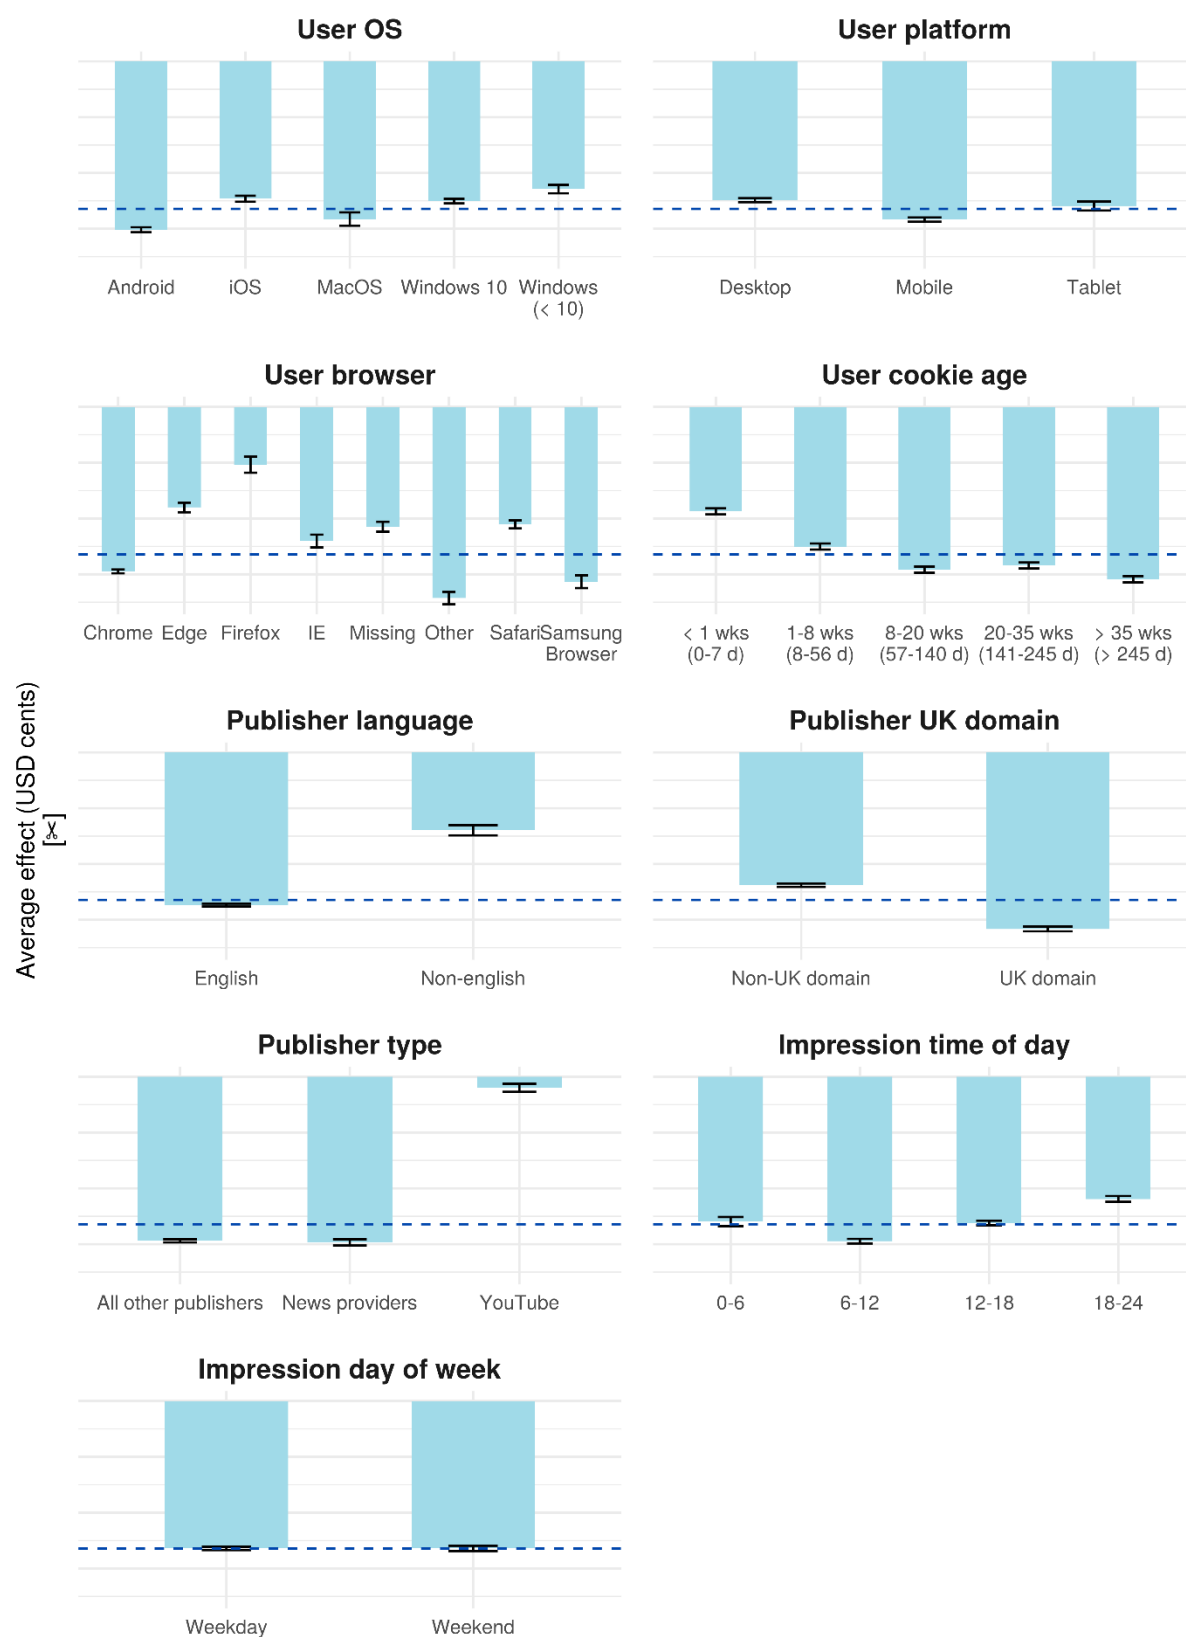 User OS
Android iOS MacOS Windows 10 Windows
(< 10)
User platform
Desktop Mobile Tablet
User browser
Chrome Edge Firefox IE Missing Other Safari Samsung
Browser
User cookie age
< 1 wks 1-8 wks 8-20 wks 20-35 wks > 35 wks
(0-7 d) (8-56 d) (57-140 d) (141-245 d) (> 245 d)
Average effect (USD cents)
[✂]
Publisher language
English Non-english
Publisher UK domain
Non-UK domain UK domain
Publisher type
All other publishers News providers YouTube
Impression time of day
0-6 6-12 12-18 18-24
Impression day of week
Weekday Weekend